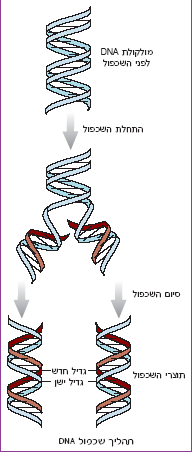 מולקולת DNA
לפני השכפול
התחלת השכפול
סיום השכפול
גדיל חדש
גדיל ישן
תוצרי השכפול
תהליך שכפול DNA